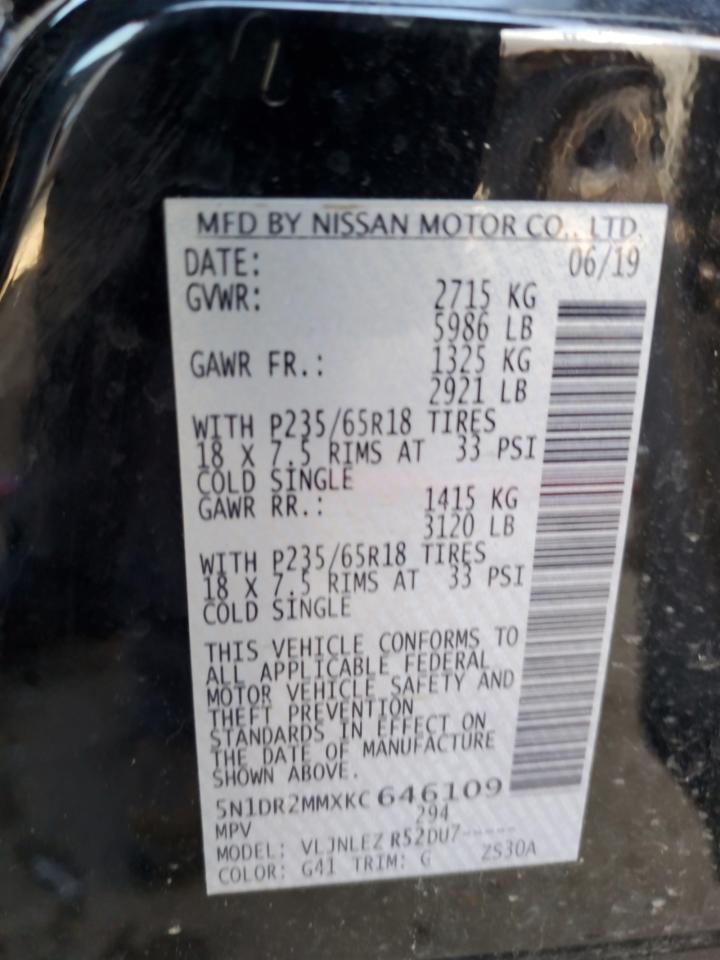 MFD BY NISSAN MOTOR CO., LTD.
DATE: 06/19
GVWR: 2715 KG
5986 LB
GAWR FR.: 1325 KG
2921 LB
WITH P235/65R18 TIRES
18 X 7.5 RIMS AT 33 PSI
COLD SINGLE
GAWR RR.: 1415 KG
3120 LB
WITH P235/65R18 TIRES
18 X 7.5 RIMS AT 33 PSI
COLD SINGLE
THIS VEHICLE CONFORMS TO
ALL APPLICABLE FEDERAL
MOTOR VEHICLE SAFETY AND
THEFT PREVENTION
STANDARDS IN EFFECT ON
THE DATE OF MANUFACTURE
SHOWN ABOVE.
5N1DR2MMXKC646109
MPV 294
MODEL: VLJNLEZ R52DU7-----
COLOR: G41 TRIM: G ZS30A